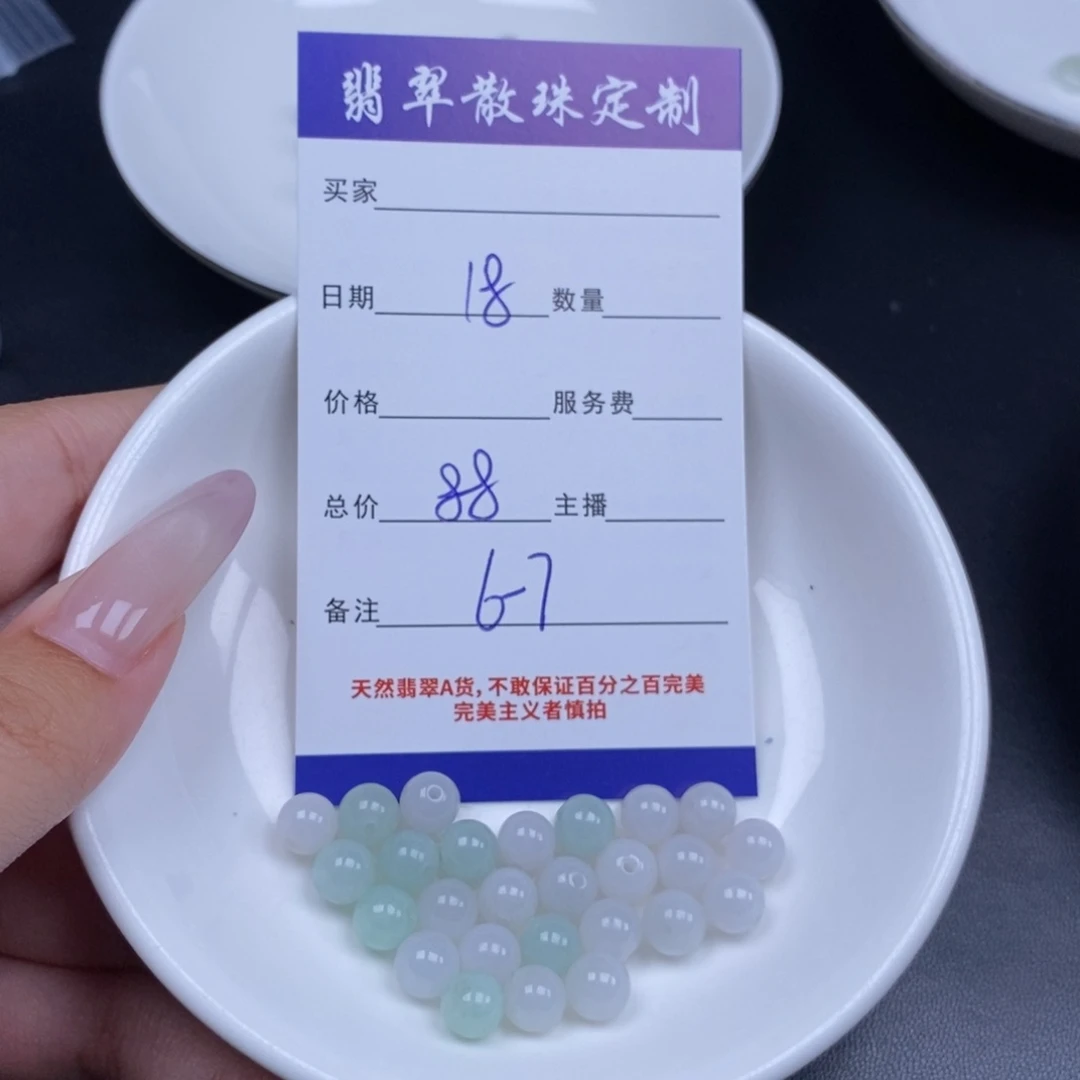 翡翠散珠定制
买家
日期 18 数量
价格 服务费
总价 88 主播
备注 6-7
天然翡翠A货，不敢保证百分之百完美
完美主义者慎拍